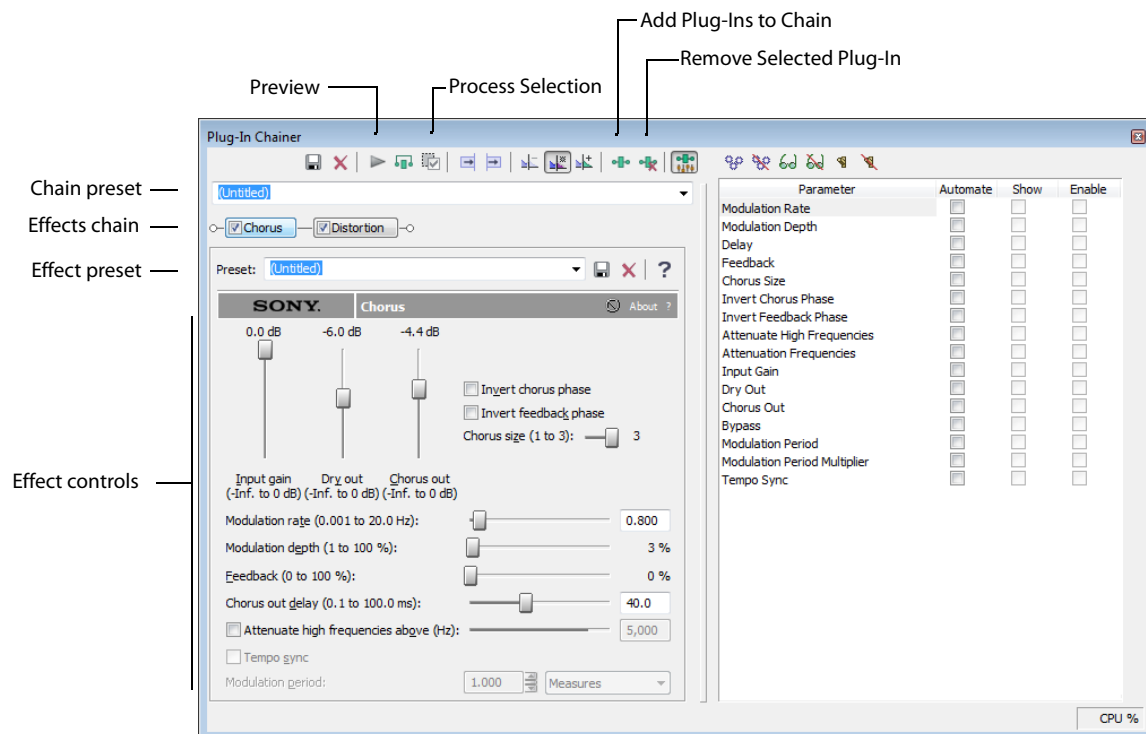 Add Plug-Ins to Chain
Remove Selected Plug-In
Preview
Process Selection
Plug-In Chainer
Chain preset
(Untitled)
Effects chain
Chorus
Distortion
Effect preset
Preset:
(Untitled)
?
SONY.
Chorus
About ?
0.0 dB
-6.0 dB
-4.4 dB
Invert chorus phase
Invert feedback phase
Chorus size (1 to 3):
3
Effect controls
Input gain
(-Inf. to 0 dB)
Dry out
(-Inf. to 0 dB)
Chorus out
(-Inf. to 0 dB)
Modulation rate (0.001 to 20.0 Hz):
0.800
Modulation depth (1 to 100 %):
3 %
Feedback (0 to 100 %):
0 %
Chorus out delay (0.1 to 100.0 ms):
40.0
Attenuate high frequencies above (Hz):
5,000
Tempo sync
Modulation period:
1.000
Measures
Parameter
Automate
Show
Enable
Modulation Rate
Modulation Depth
Delay
Feedback
Chorus Size
Invert Chorus Phase
Invert Feedback Phase
Attenuate High Frequencies
Attenuation Frequencies
Input Gain
Dry Out
Chorus Out
Bypass
Modulation Period
Modulation Period Multiplier
Tempo Sync
CPU %